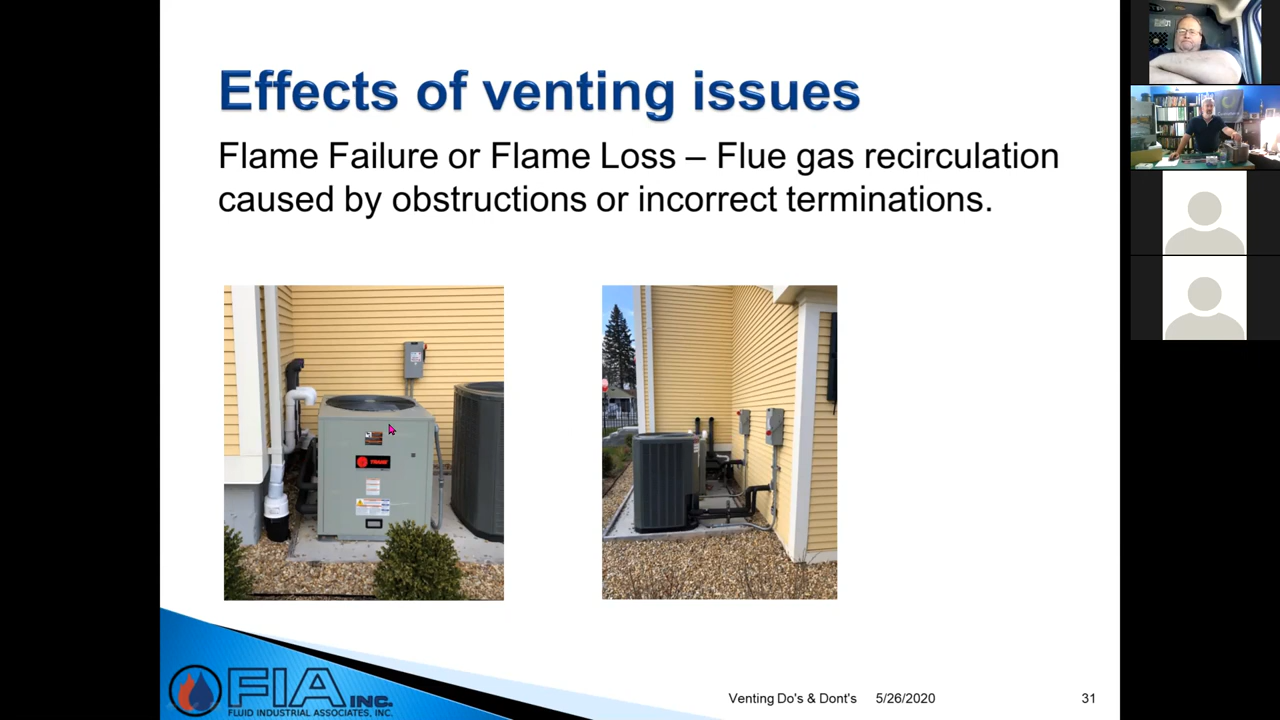 Effects of venting issues
Flame Failure or Flame Loss – Flue gas recirculation
caused by obstructions or incorrect terminations.
TRANE
FIA INC.
FLUID INDUSTRIAL ASSOCIATES, INC.
Venting Do's & Dont's 5/26/2020 31